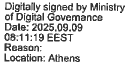 Digitally signed by Ministry
of Digital Governance
Date: 2025.09.09
08:11:19 EEST
Reason:
Location: Athens